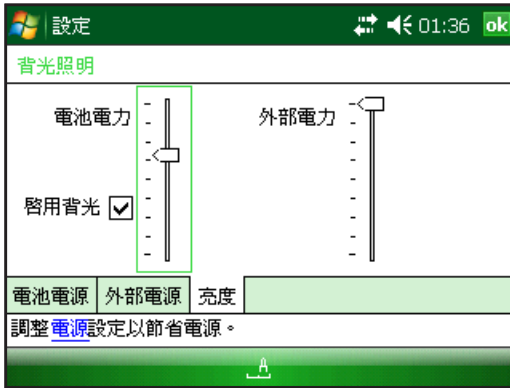 設定 01:36 ok
背光照明
電池電力 外部電力
啓用背光
電池電源 外部電源 亮度
調整電源設定以節省電源。